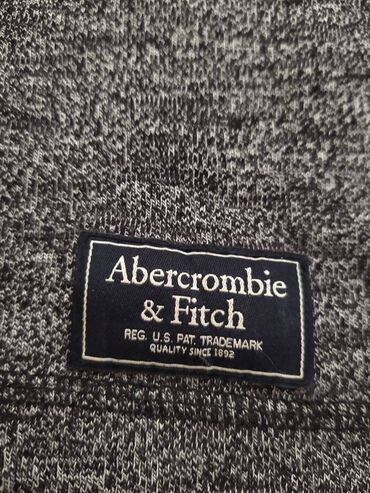 Abercrombie
& Fitch
REG. U.S. PAT. TRADEMARK
QUALITY SINCE 1892